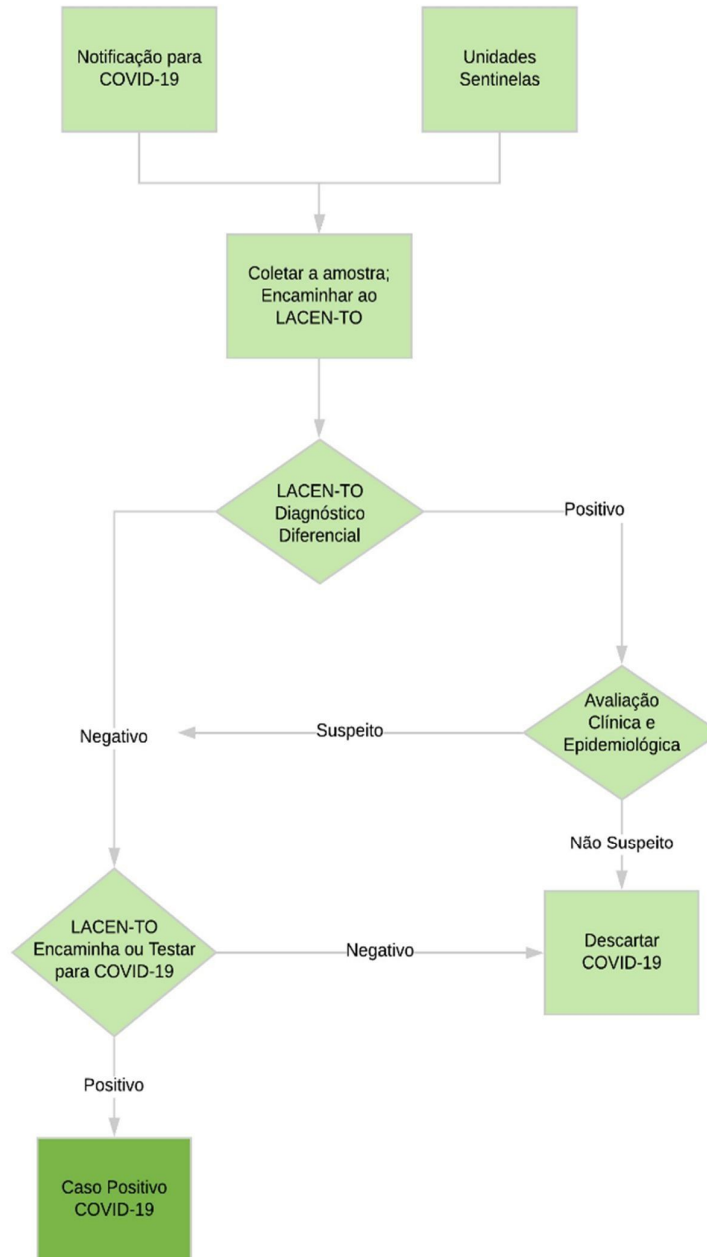 Notificação para
COVID-19
Unidades
Sentinelas
Coletar a amostra;
Encaminhar ao
LACEN-TO
LACEN-TO
Diagnóstico
Diferencial
Positivo
Avaliação
Clínica e
Epidemiológica
Suspeito
Negativo
Não Suspeito
LACEN-TO
Encaminha ou Testar
para COVID-19
Negativo
Descartar
COVID-19
Positivo
Caso Positivo
COVID-19